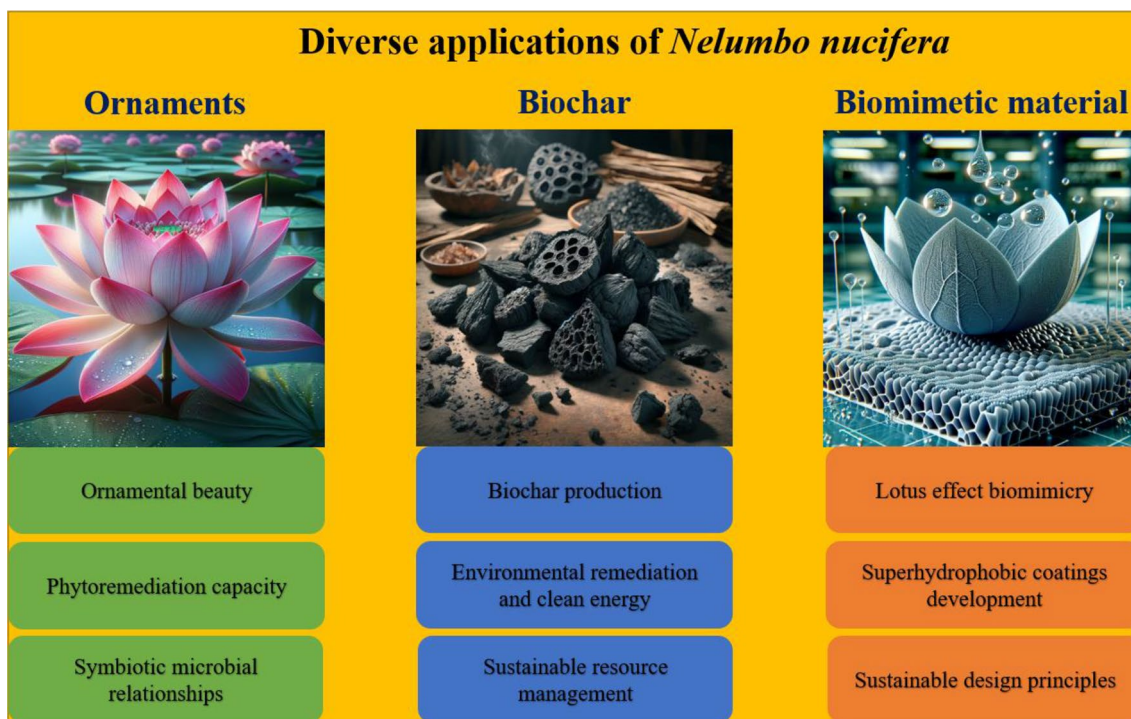 Diverse applications of Nelumbo nucifera
Ornaments
Biochar
Biomimetic material
Ornamental beauty
Phytoremediation capacity
Symbiotic microbial
relationships
Biochar production
Environmental remediation
and clean energy
Sustainable resource
management
Lotus effect biomimicry
Superhydrophobic coatings
development
Sustainable design principles